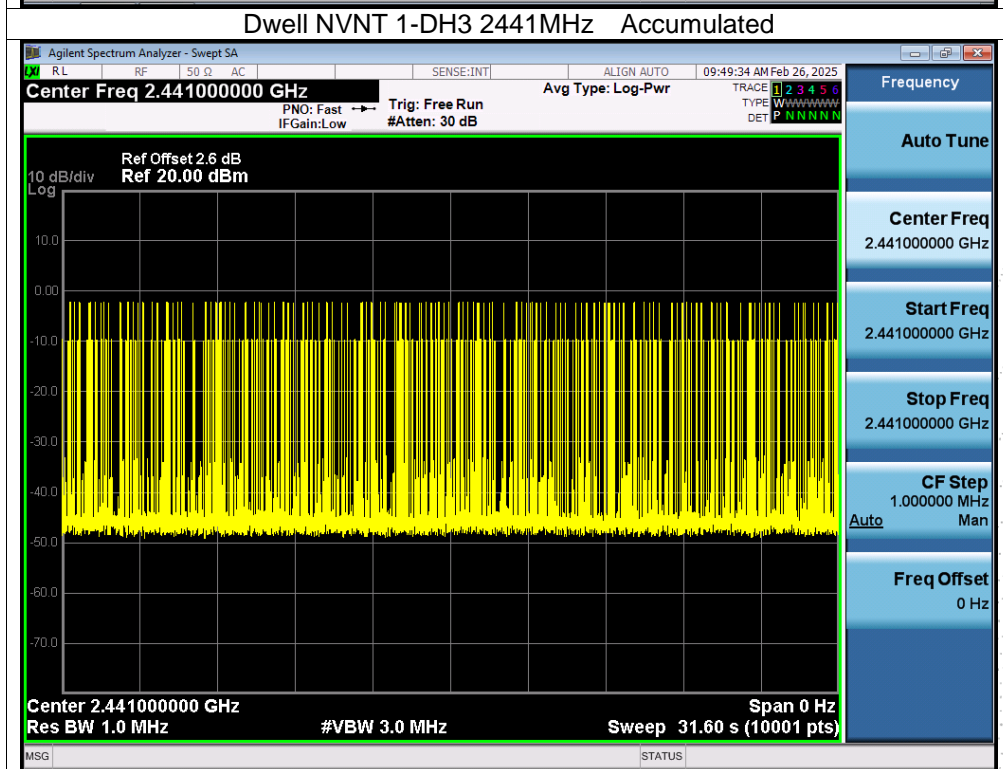 Dwell NVNT 1-DH3 2441MHz Accumulated
Agilent Spectrum Analyzer - Swept SA
LXI RL RF 50 Ω AC SENSE:INT ALIGN AUTO 09:49:34 AM Feb 26, 2025
Center Freq 2.441000000 GHz
PNO: Fast
IFGain:Low
Trig: Free Run
#Atten: 30 dB
Avg Type: Log-Pwr
TRACE 1 2 3 4 5 6
TYPE WWWWWWW
DET P N N N N N
Ref Offset 2.6 dB
10 dB/div Ref 20.00 dBm
Log
10.0
0.00
-10.0
-20.0
-30.0
-40.0
-50.0
-60.0
-70.0
Center 2.441000000 GHz Span 0 Hz
Res BW 1.0 MHz #VBW 3.0 MHz Sweep 31.60 s (10001 pts)
MSG STATUS
Frequency
Auto Tune
Center Freq
2.441000000 GHz
Start Freq
2.441000000 GHz
Stop Freq
2.441000000 GHz
CF Step
1.000000 MHz
Auto Man
Freq Offset
0 Hz